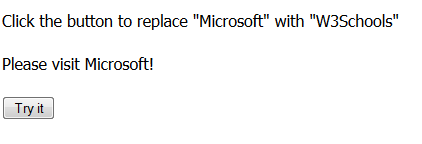 Click the button to replace "Microsoft" with "W3Schools"
Please visit Microsoft!
Try it